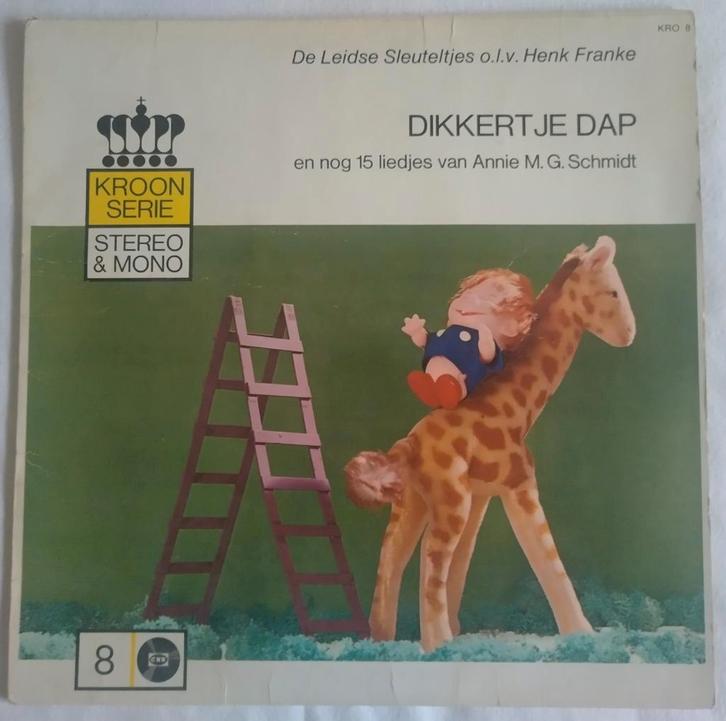 KRO 8
De Leidse Sleuteltjes o.l.v. Henk Franke
DIKKERTJE DAP
en nog 15 liedjes van Annie M. G. Schmidt
KROON
SERIE
STEREO
& MONO
8